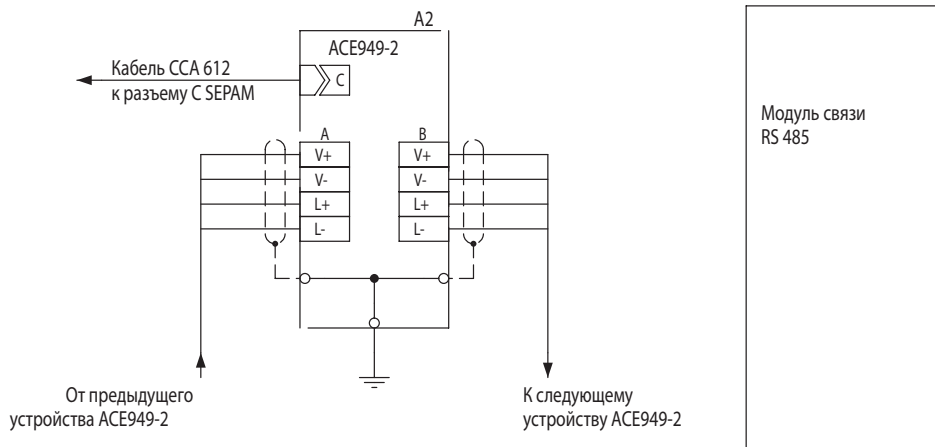 A2
ACE949-2
Кабель CCA 612
к разъему C SEPAM
C
A
B
V+
V+
V-
V-
L+
L+
L-
L-
Модуль связи
RS 485
От предыдущего
устройства ACE949-2
К следующему
устройству ACE949-2